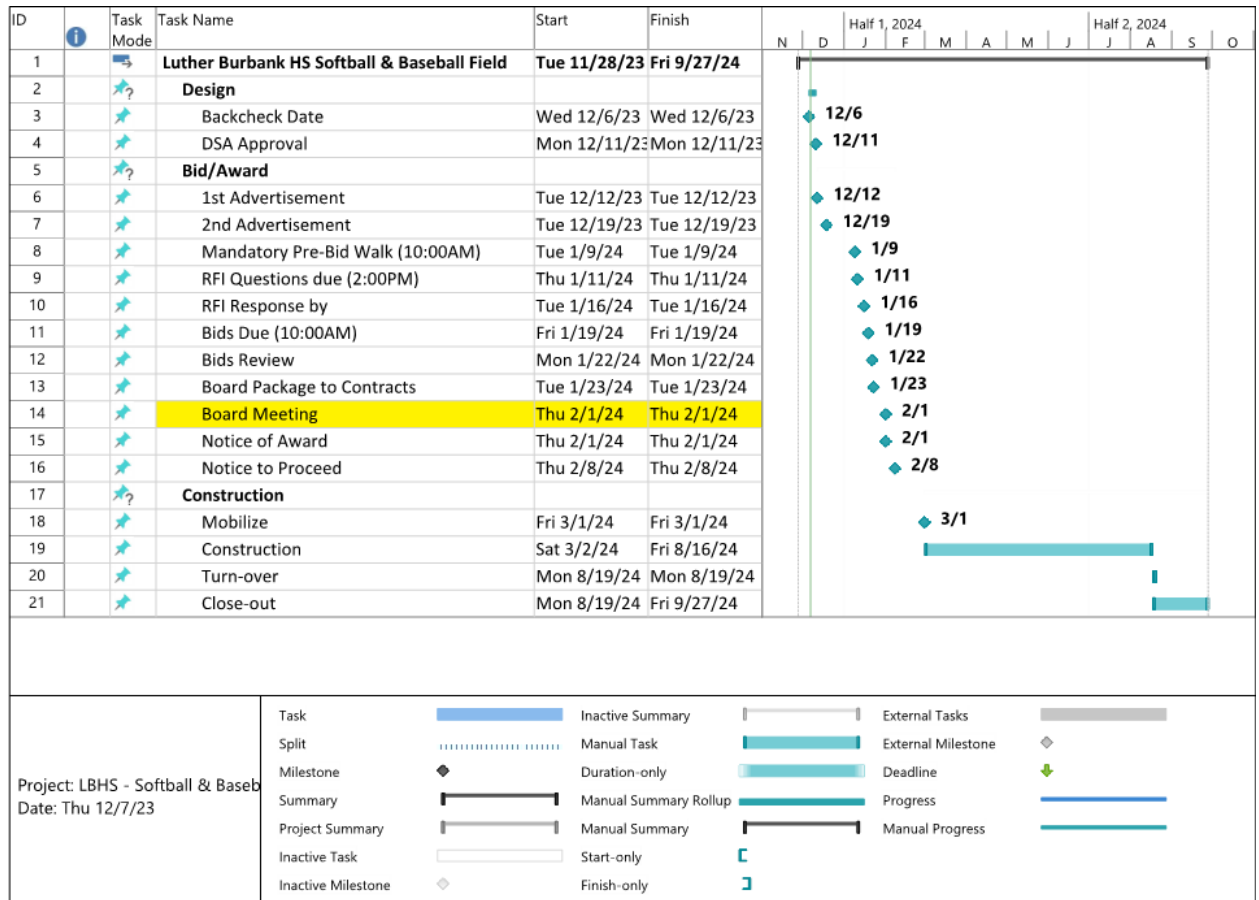 ID Task Mode Task Name Start Finish
Half 1, 2024 Half 2, 2024
N D J F M A M J J A S O
1 Luther Burbank HS Softball & Baseball Field Tue 11/28/23 Fri 9/27/24
2 Design
3 Backcheck Date Wed 12/6/23 Wed 12/6/23 12/6
4 DSA Approval Mon 12/11/23 Mon 12/11/23 12/11
5 Bid/Award
6 1st Advertisement Tue 12/12/23 Tue 12/12/23 12/12
7 2nd Advertisement Tue 12/19/23 Tue 12/19/23 12/19
8 Mandatory Pre-Bid Walk (10:00AM) Tue 1/9/24 Tue 1/9/24 1/9
9 RFI Questions due (2:00PM) Thu 1/11/24 Thu 1/11/24 1/11
10 RFI Response by Tue 1/16/24 Tue 1/16/24 1/16
11 Bids Due (10:00AM) Fri 1/19/24 Fri 1/19/24 1/19
12 Bids Review Mon 1/22/24 Mon 1/22/24 1/22
13 Board Package to Contracts Tue 1/23/24 Tue 1/23/24 1/23
14 Board Meeting Thu 2/1/24 Thu 2/1/24 2/1
15 Notice of Award Thu 2/1/24 Thu 2/1/24 2/1
16 Notice to Proceed Thu 2/8/24 Thu 2/8/24 2/8
17 Construction
18 Mobilize Fri 3/1/24 Fri 3/1/24 3/1
19 Construction Sat 3/2/24 Fri 8/16/24
20 Turn-over Mon 8/19/24 Mon 8/19/24
21 Close-out Mon 8/19/24 Fri 9/27/24
Project: LBHS - Softball & Baseb
Date: Thu 12/7/23
Task Inactive Summary External Tasks
Split Manual Task External Milestone
Milestone Duration-only Deadline
Summary Manual Summary Rollup Progress
Project Summary Manual Summary Manual Progress
Inactive Task Start-only
Inactive Milestone Finish-only